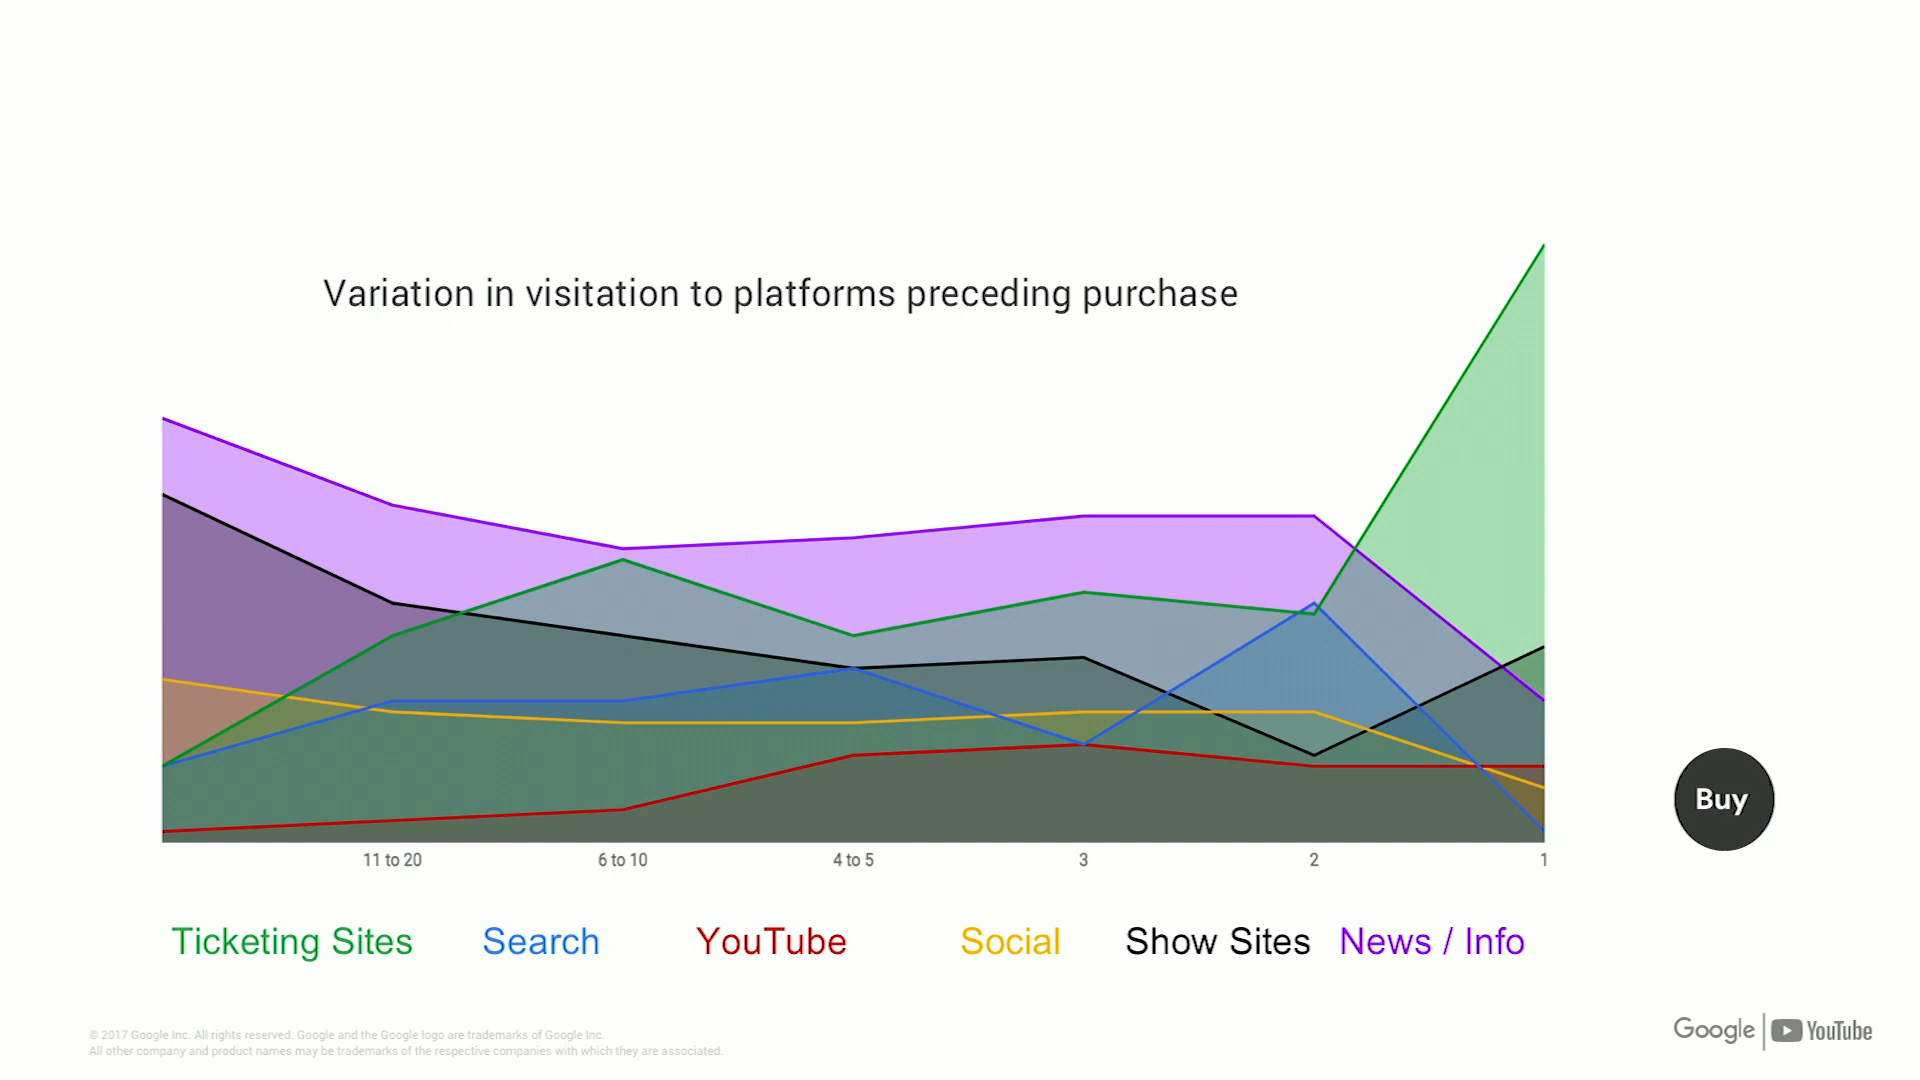 Variation in visitation to platforms preceding purchase
Buy
11 to 20 6 to 10 4 to 5 3 2 1
Ticketing Sites Search YouTube Social Show Sites News / Info
© 2017 Google Inc. All rights reserved. Google and the Google logo are trademarks of Google Inc.
All other company and product names may be trademarks of the respective companies with which they are associated.
Google YouTube